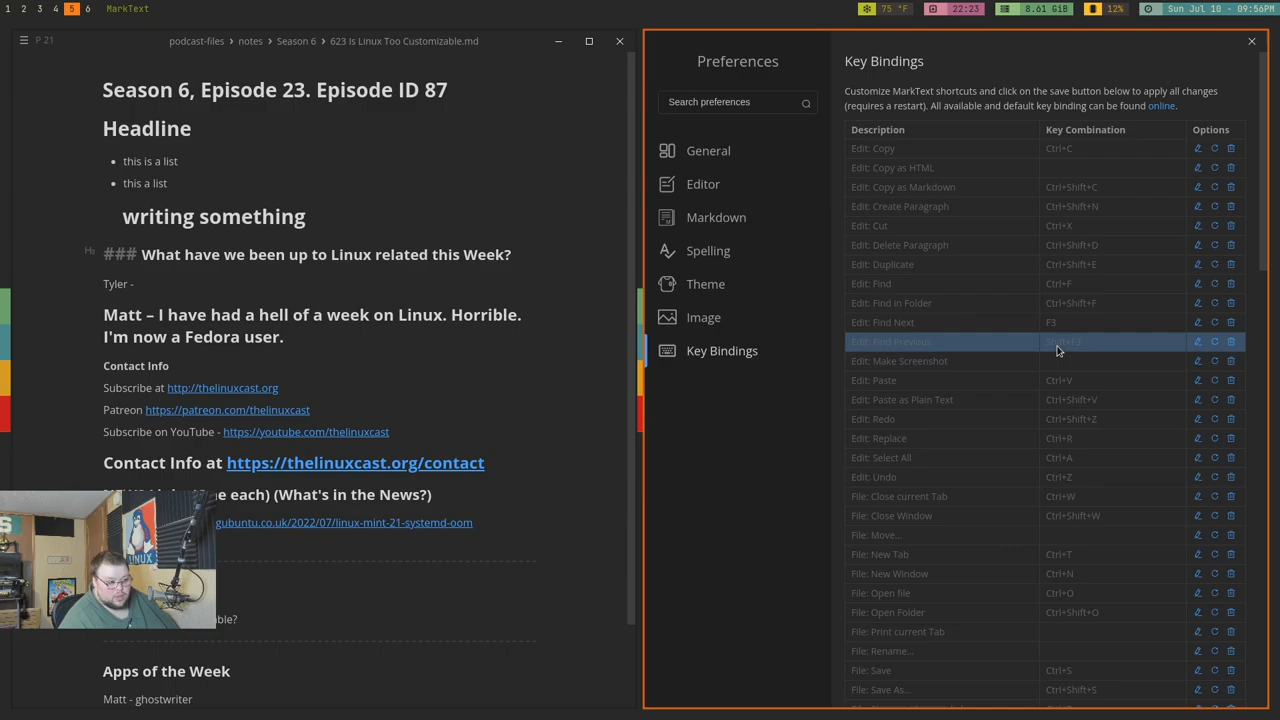 1 2 3 4 5 6 MarkText
75 °F 22:23 8.61 GiB 12% Sun Jul 10 - 09:56PM
P 21 podcast-files › notes › Season 6 › 623 Is Linux Too Customizable.md
Season 6, Episode 23. Episode ID 87
Headline
• this is a list
• this a list
writing something
### What have we been up to Linux related this Week?
Tyler -
Matt – I have had a hell of a week on Linux. Horrible.
I'm now a Fedora user.
Contact Info
Subscribe at http://thelinuxcast.org
Patreon https://patreon.com/thelinuxcast
Subscribe on YouTube - https://youtube.com/thelinuxcast
Contact Info at https://thelinuxcast.org/contact
each) (What's in the News?)
gubuntu.co.uk/2022/07/linux-mint-21-systemd-oom
LINUX
Apps of the Week
Matt - ghostwriter
Preferences
Search preferences
General
Editor
Markdown
Spelling
Theme
Image
Key Bindings
Key Bindings
Customize MarkText shortcuts and click on the save button below to apply all changes
(requires a restart). All available and default key binding can be found online.
Description Key Combination Options
Edit: Copy Ctrl+C
Edit: Copy as HTML
Edit: Copy as Markdown Ctrl+Shift+C
Edit: Create Paragraph Ctrl+Shift+N
Edit: Cut Ctrl+X
Edit: Delete Paragraph Ctrl+Shift+D
Edit: Duplicate Ctrl+Shift+E
Edit: Find Ctrl+F
Edit: Find in Folder Ctrl+Shift+F
Edit: Find Next F3
Edit: Find Previous Shift+F3
Edit: Make Screenshot
Edit: Paste Ctrl+V
Edit: Paste as Plain Text Ctrl+Shift+V
Edit: Redo Ctrl+Shift+Z
Edit: Replace Ctrl+R
Edit: Select All Ctrl+A
Edit: Undo Ctrl+Z
File: Close current Tab Ctrl+W
File: Close Window Ctrl+Shift+W
File: Move...
File: New Tab Ctrl+T
File: New Window Ctrl+N
File: Open file Ctrl+O
File: Open Folder Ctrl+Shift+O
File: Print current Tab
File: Rename...
File: Save Ctrl+S
File: Save As... Ctrl+Shift+S